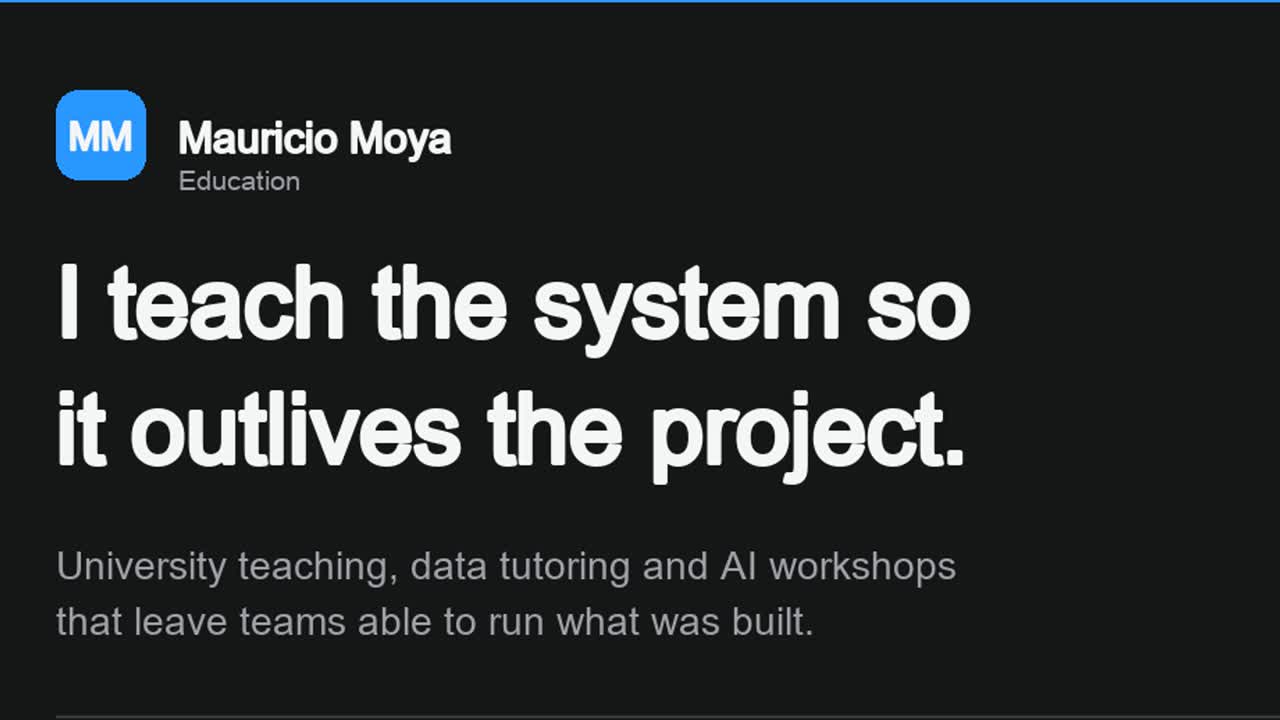 MM
Mauricio Moya
Education
I teach the system so
it outlives the project.
University teaching, data tutoring and AI workshops
that leave teams able to run what was built.